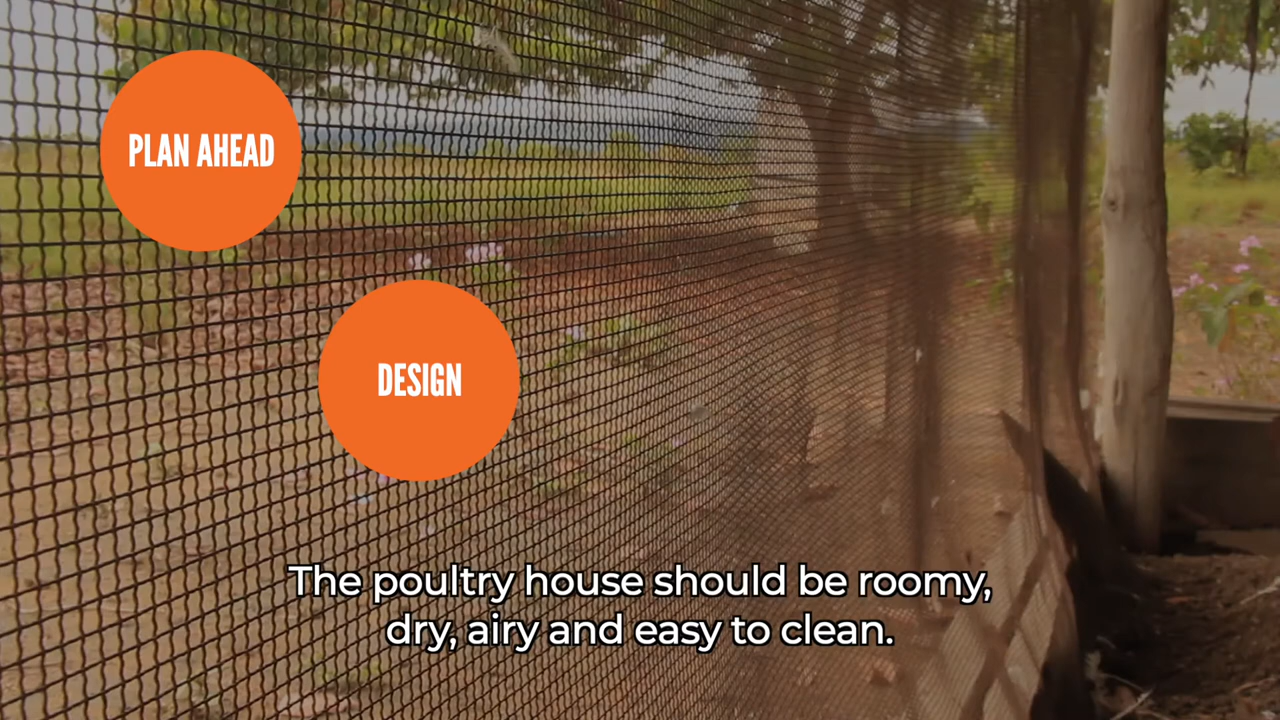 PLAN AHEAD
DESIGN
The poultry house should be roomy,
dry, airy and easy to clean.